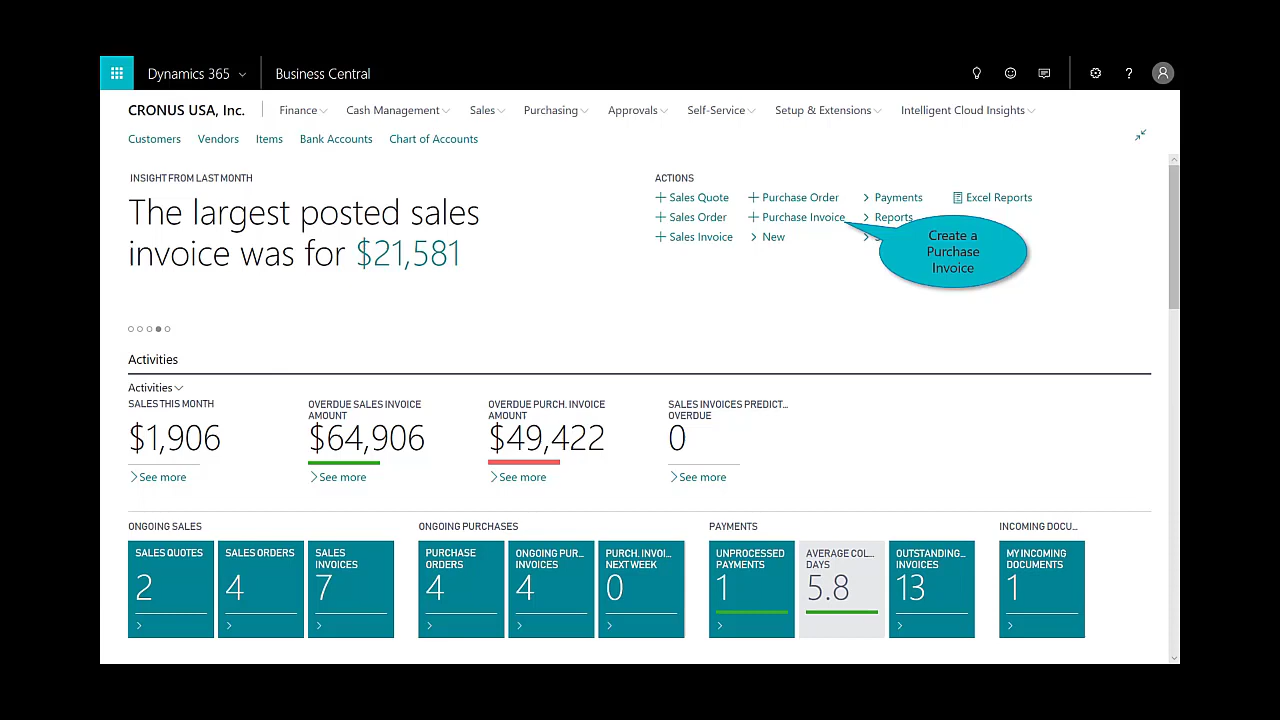 Dynamics 365
Business Central
?
CRONUS USA, Inc.
Finance
Cash Management
Sales
Purchasing
Approvals
Self-Service
Setup & Extensions
Intelligent Cloud Insights
Customers
Vendors
Items
Bank Accounts
Chart of Accounts
INSIGHT FROM LAST MONTH
The largest posted sales
invoice was for $21,581
ACTIONS
+ Sales Quote
+ Purchase Order
> Payments
Excel Reports
+ Sales Order
+ Purchase Invoice
> Reports
+ Sales Invoice
> New
>
Create a
Purchase
Invoice
Activities
Activities
SALES THIS MONTH
$1,906
>See more
OVERDUE SALES INVOICE
AMOUNT
$64,906
>See more
OVERDUE PURCH. INVOICE
AMOUNT
$49,422
>See more
SALES INVOICES PREDICT...
OVERDUE
0
>See more
ONGOING SALES
SALES QUOTES
2
>
SALES ORDERS
4
>
SALES
INVOICES
7
>
ONGOING PURCHASES
PURCHASE
ORDERS
4
>
ONGOING PUR...
INVOICES
4
>
PURCH. INVOI...
NEXT WEEK
0
>
PAYMENTS
UNPROCESSED
PAYMENTS
1
>
AVERAGE COL...
DAYS
5.8
OUTSTANDING...
INVOICES
13
>
INCOMING DOCU...
MY INCOMING
DOCUMENTS
1
>